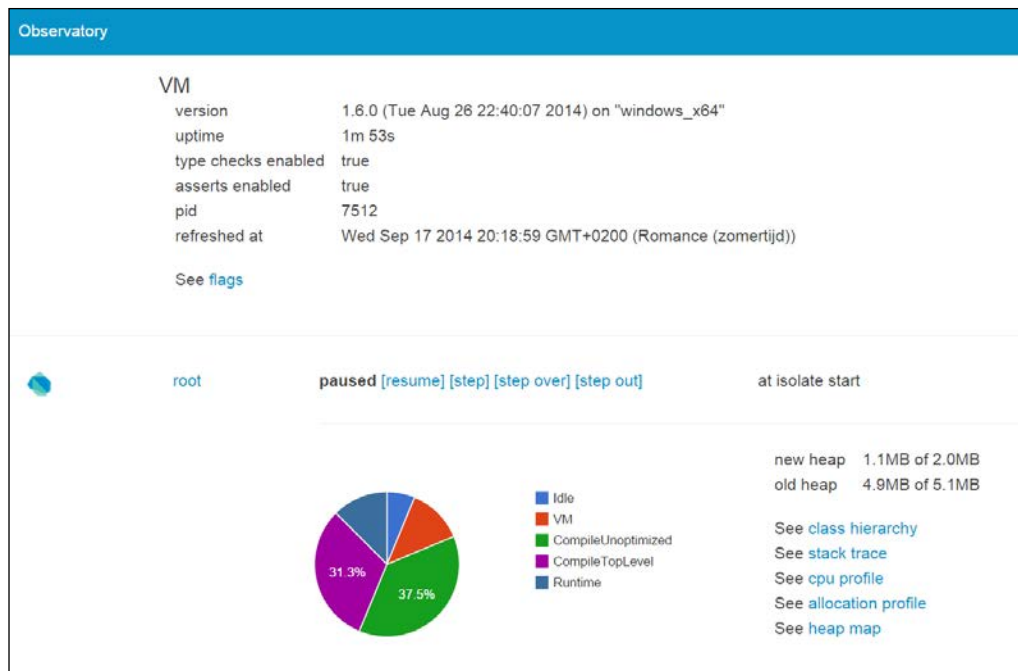 Observatory
VM
version 1.6.0 (Tue Aug 26 22:40:07 2014) on "windows_x64"
uptime 1m 53s
type checks enabled true
asserts enabled true
pid 7512
refreshed at Wed Sep 17 2014 20:18:59 GMT+0200 (Romance (zomertijd))
See flags
root paused [resume] [step] [step over] [step out] at isolate start
new heap 1.1MB of 2.0MB
old heap 4.9MB of 5.1MB
Idle
VM
CompileUnoptimized
CompileTopLevel
Runtime
31.3%
37.5%
See class hierarchy
See stack trace
See cpu profile
See allocation profile
See heap map